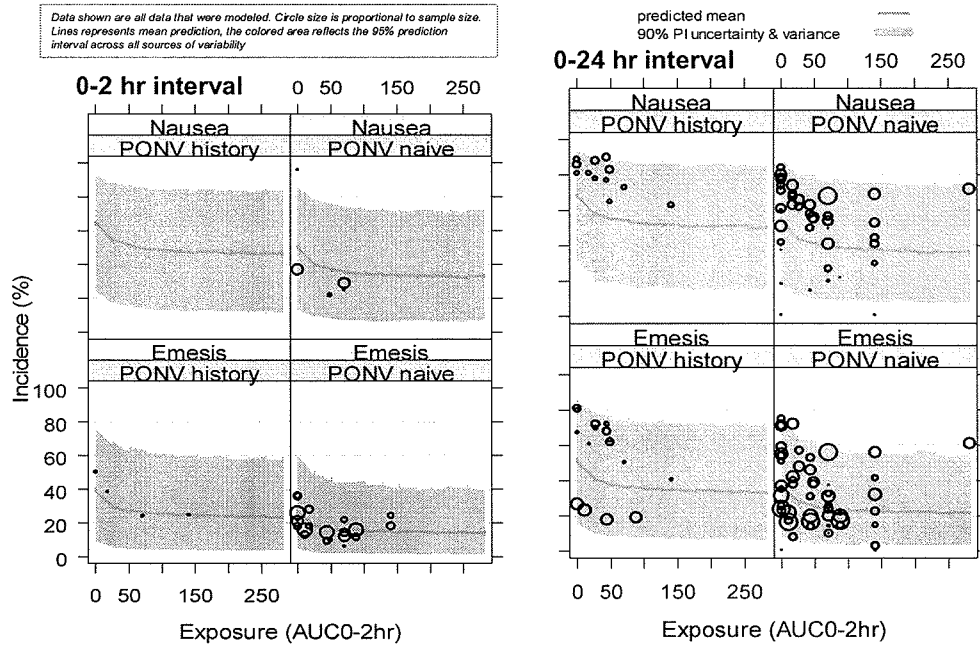 Data shown are all data that were modeled. Circle size is proportional to sample size.
Lines represents mean prediction, the colored area reflects the 95% prediction
interval across all sources of variability
predicted mean
90% PI uncertainty & variance
0-2 hr interval
0 50 150 250
0-24 hr interval
0 50 150 250
Nausea Nausea
PONV history PONV naive
Nausea Nausea
PONV history PONV naive
Emesis Emesis
PONV history PONV naive
Emesis Emesis
PONV history PONV naive
Incidence (%)
100
80
60
40
20
0
0 50 150 250
0 50 150 250
Exposure (AUC0-2hr)
Exposure (AUC0-2hr)